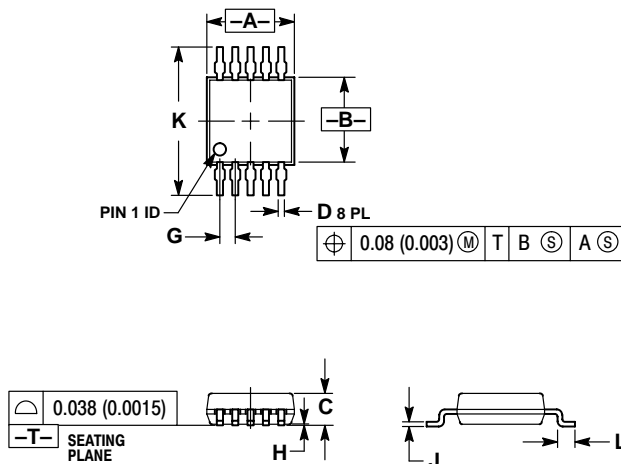 –A–
K
–B–
PIN 1 ID
G
D 8 PL
0.08 (0.003) Ⓜ T B Ⓢ A Ⓢ
0.038 (0.0015)
–T– SEATING
PLANE
C
H
J
L